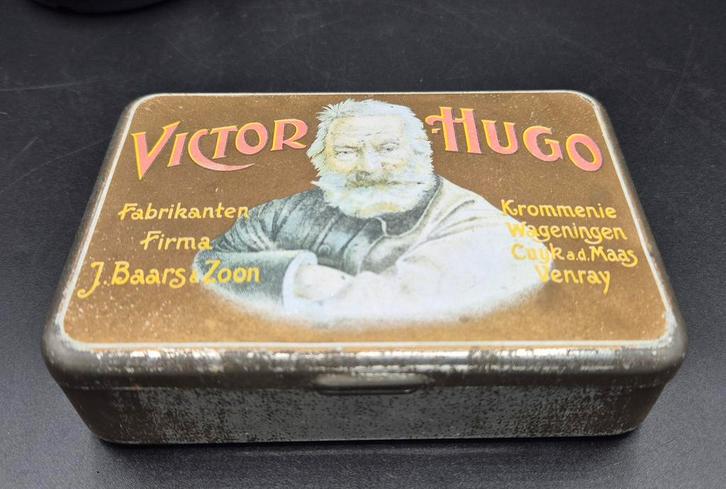 VICTOR HUGO
Fabrikanten
Firma
J. Baars & Zoon
Krommenie
Wageningen
Cuyk a.d. Maas
Venray